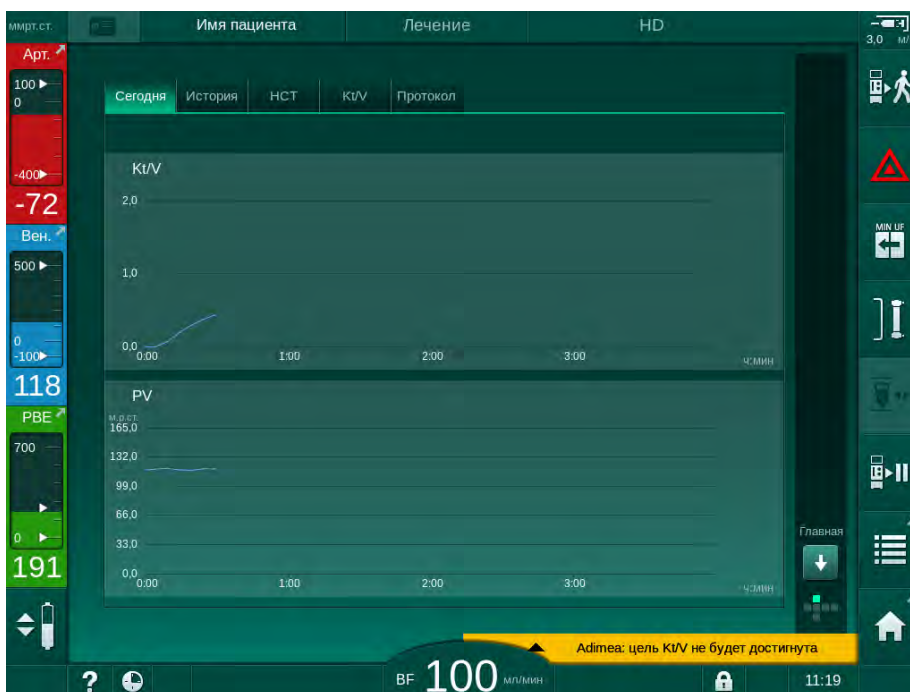 ммрт.ст.
Имя пациента
Лечение
HD
3,0 м/
Арт.
100
0
-400
-72
Вен.
500
0
-100
118
PBE
700
0
191
Сегодня
История
HCT
Kt/V
Протокол
Kt/V
2,0
1,0
0,0
0:00
1:00
2:00
3:00
ч:мин
PV
м.р.ст.
165,0
132,0
99,0
66,0
33,0
0,0
0:00
1:00
2:00
3:00
ч:мин
Главная
MIN UF
Adimea: цель Kt/V не будет достигнута
?
BF 100 мл/мин
11:19